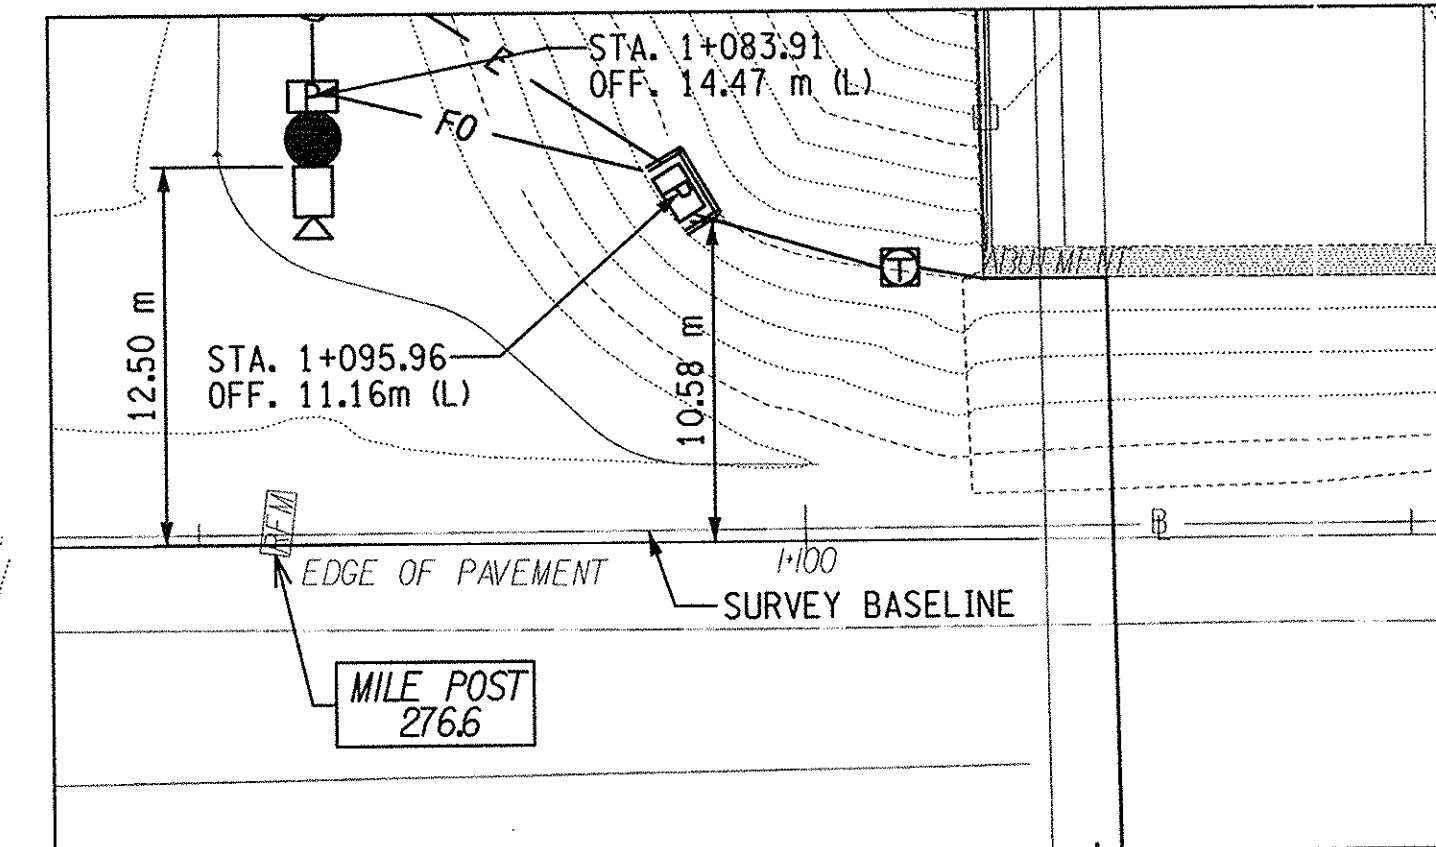 STA. 1+083.91
OFF. 14.47 m (L)
E
FO
P
P
T
ABUTMENT
12.50 m
STA. 1+095.96
OFF. 11.16m (L)
10.58 m
REM
EDGE OF PAVEMENT
1+100
SURVEY BASELINE
MILE POST
276.6